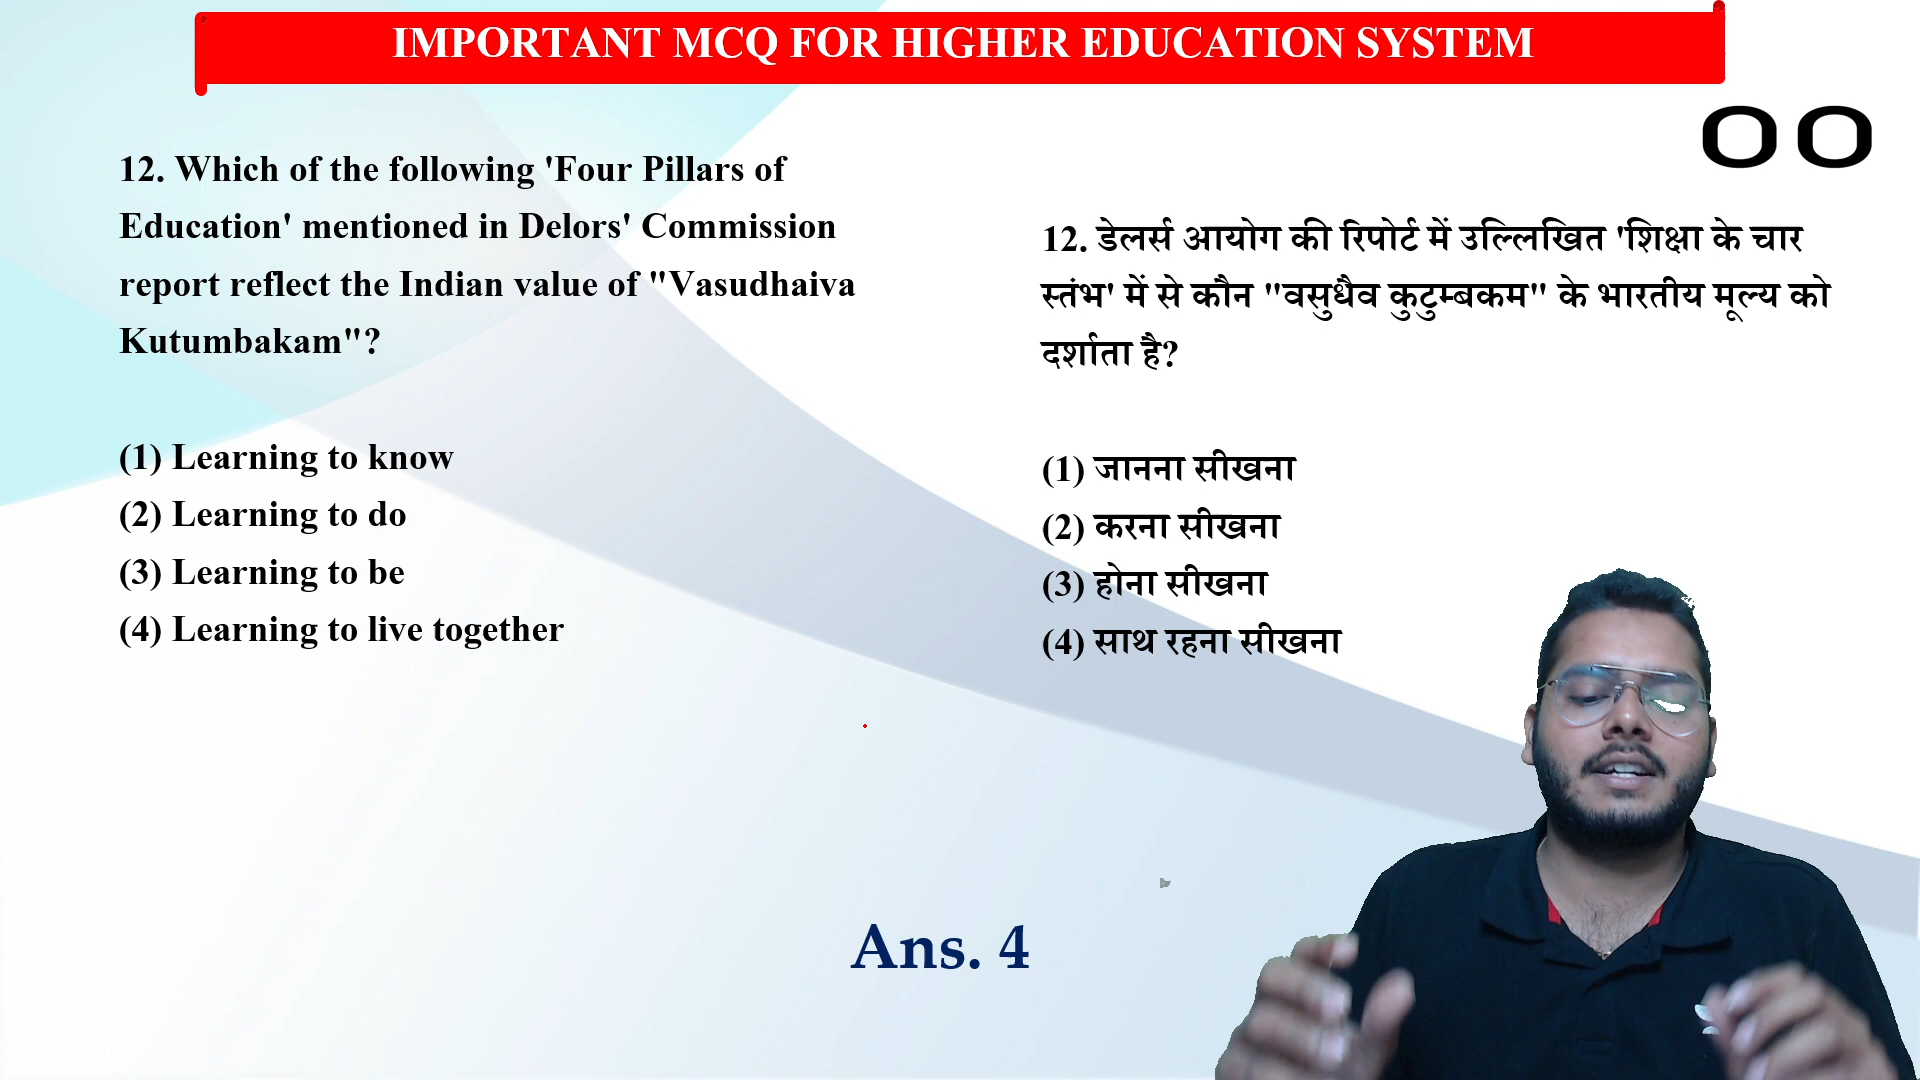 IMPORTANT MCQ FOR HIGHER EDUCATION SYSTEM
00
12. Which of the following 'Four Pillars of
Education' mentioned in Delors' Commission
report reflect the Indian value of "Vasudhaiva
Kutumbakam"?
(1) Learning to know
(2) Learning to do
(3) Learning to be
(4) Learning to live together
12. डेलर्स आयोग की रिपोर्ट में उल्लिखित 'शिक्षा के चार
स्तंभ' में से कौन "वसुधैव कुटुम्बकम" के भारतीय मूल्य को
दर्शाता है?
(1) जानना सीखना
(2) करना सीखना
(3) होना सीखना
(4) साथ रहना सीखना
Ans. 4